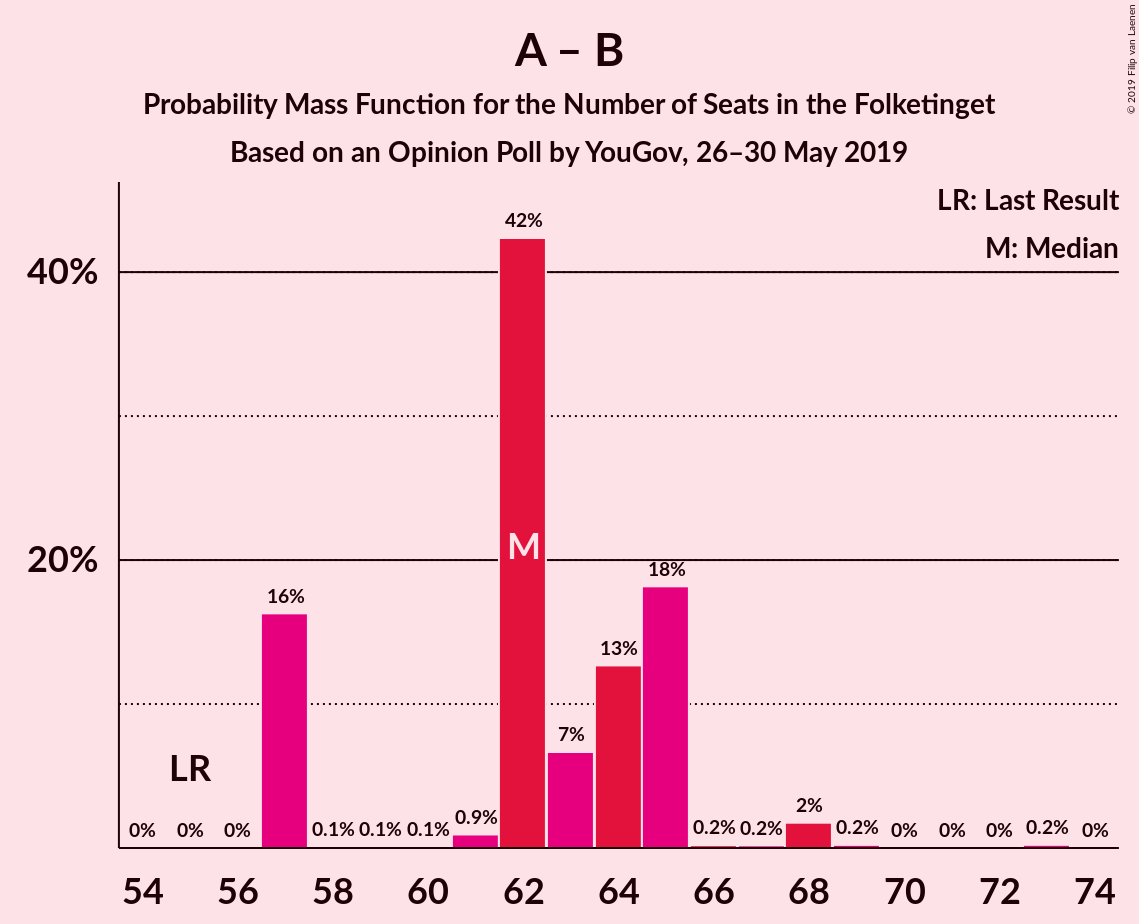 A – B
Probability Mass Function for the Number of Seats in the Folketinget
Based on an Opinion Poll by YouGov, 26–30 May 2019
© 2019 Filip van Laenen
LR: Last Result
M: Median
42%
40%
M
20%
18%
16%
13%
7%
LR
2%
0% 0% 0% 0.1% 0.1% 0.1% 0.9% 0.2% 0.2% 0.2% 0% 0% 0% 0.2% 0%
54 56 58 60 62 64 66 68 70 72 74